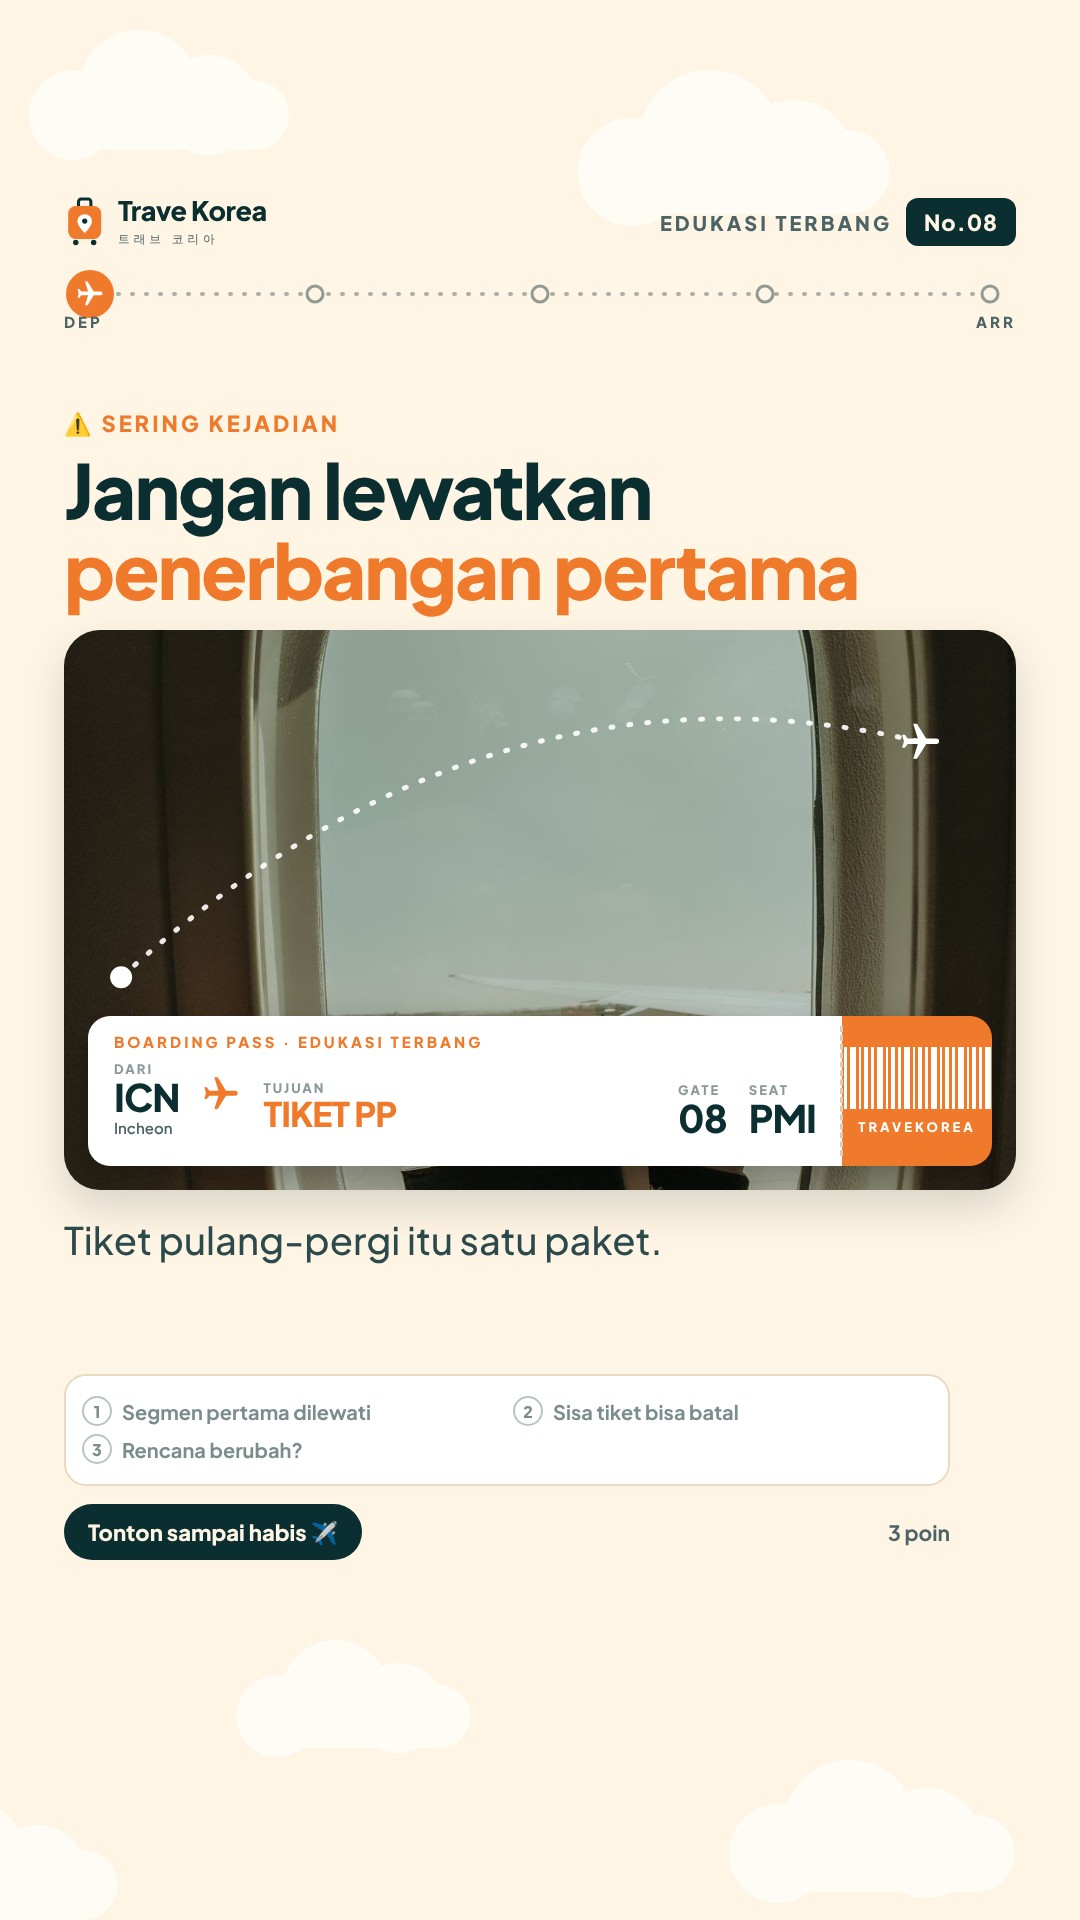 Trave Korea
트래브 코리아
EDUKASI TERBANG
No.08
DEP
ARR
⚠️ SERING KEJADIAN
Jangan lewatkan
penerbangan pertama
BOARDING PASS · EDUKASI TERBANG
DARI
ICN
Incheon
TUJUAN
TIKET PP
GATE
08
SEAT
PMI
TRAVEKOREA
Tiket pulang-pergi itu satu paket.
1 Segmen pertama dilewati
2 Sisa tiket bisa batal
3 Rencana berubah?
Tonton sampai habis ✈️
3 poin